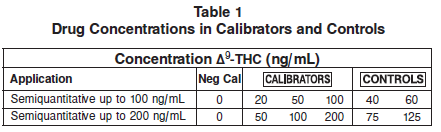 Table 1
Drug Concentrations in Calibrators and Controls
Concentration Δ⁹-THC (ng/mL)
Application Neg Cal CALIBRATORS CONTROLS
Semiquantitative up to 100 ng/mL 0 20 50 100 40 60
Semiquantitative up to 200 ng/mL 0 50 100 200 75 125